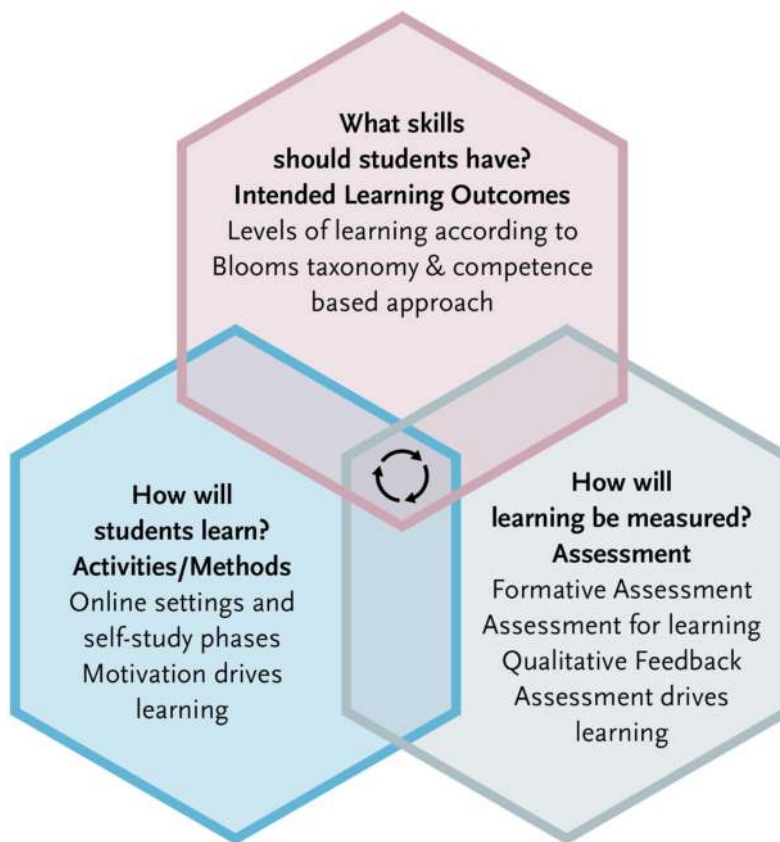 What skills
should students have?
Intended Learning Outcomes
Levels of learning according to
Blooms taxonomy & competence
based approach
How will
students learn?
Activities/Methods
Online settings and
self-study phases
Motivation drives
learning
How will
learning be measured?
Assessment
Formative Assessment
Assessment for learning
Qualitative Feedback
Assessment drives
learning